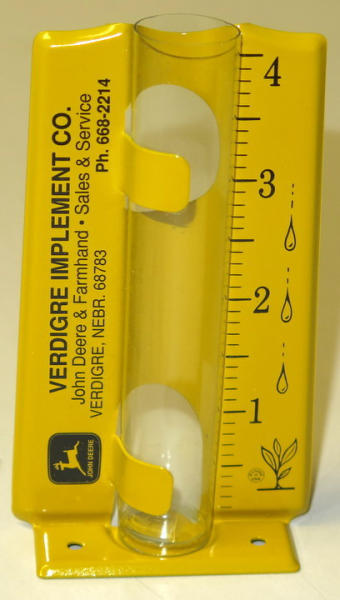 VERDIGRE IMPLEMENT CO.
John Deere & Farmhand • Sales & Service
VERDIGRE, NEBR. 68783
Ph. 668-2214
JOHN DEERE
4
3
2
1